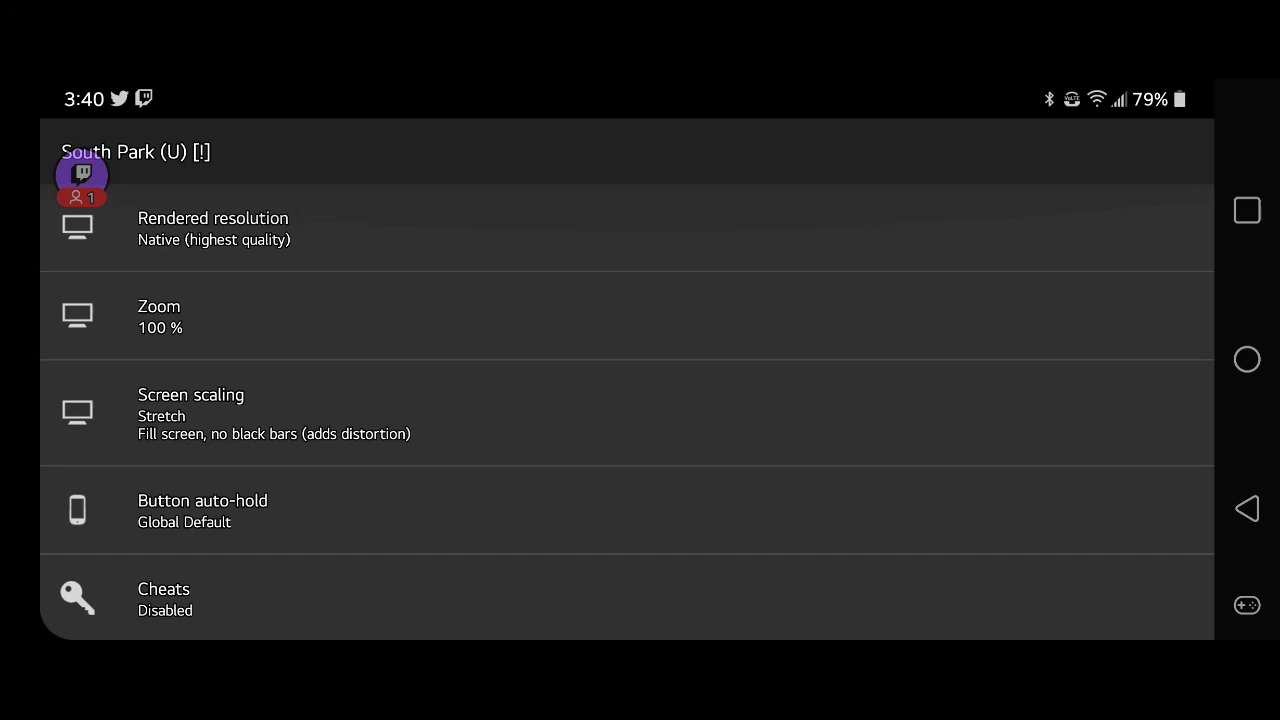 3:40 79%
South Park (U) [!]
1
Rendered resolution
Native (highest quality)
Zoom
100 %
Screen scaling
Stretch
Fill screen, no black bars (adds distortion)
Button auto-hold
Global Default
Cheats
Disabled